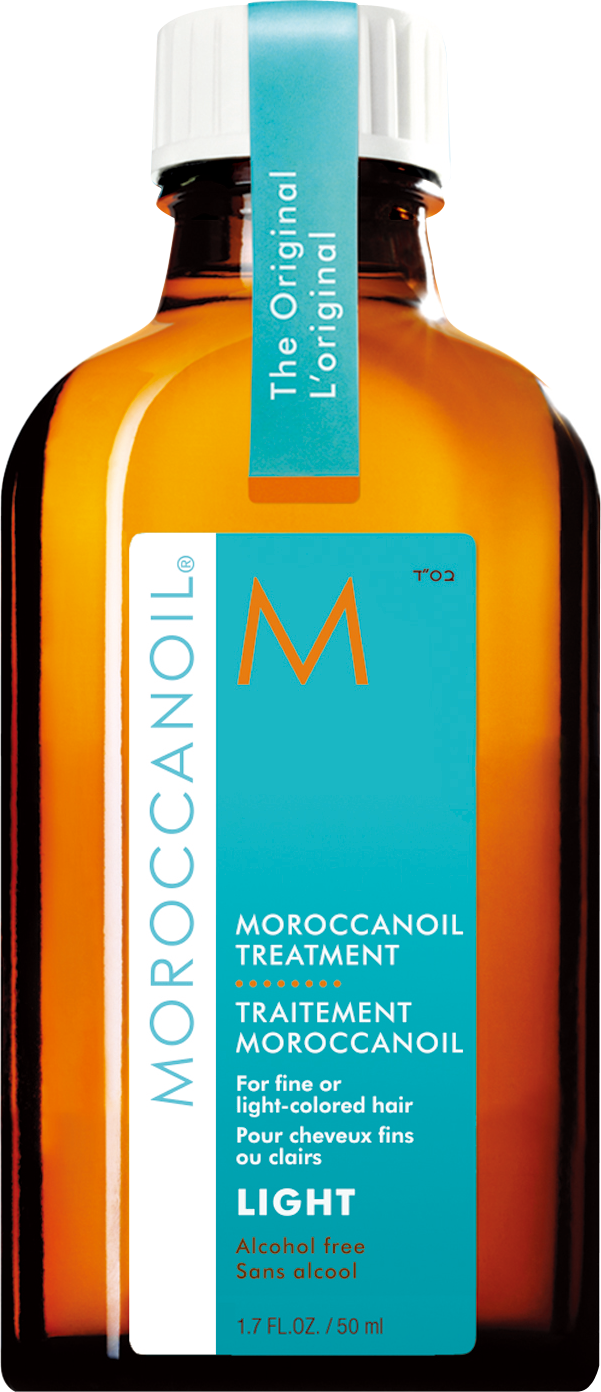 The Original
L'original
MOROCCANOIL®
M
בס"ד
MOROCCANOIL
TREATMENT
TRAITEMENT
MOROCCANOIL
For fine or
light-colored hair
Pour cheveux fins
ou clairs
LIGHT
Alcohol free
Sans alcool
1.7 FL.OZ. / 50 ml